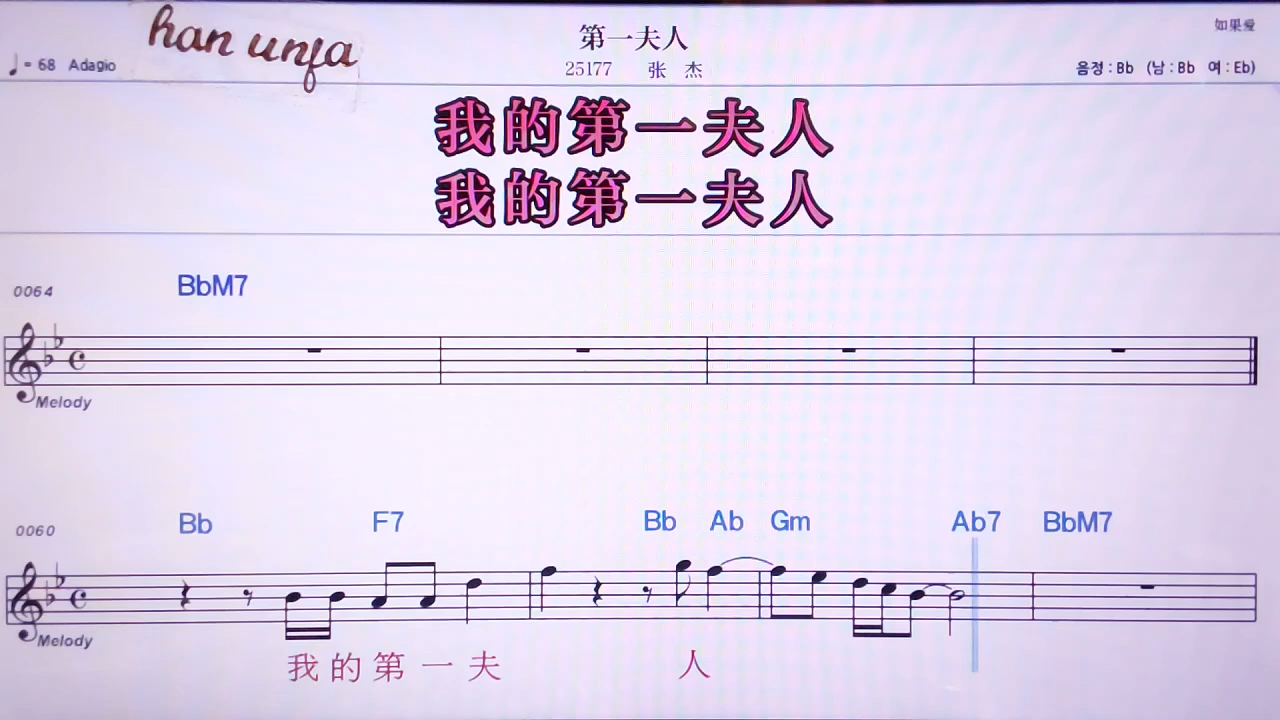 han unfa
第一夫人
如果爱
♩= 68 Adagio
25177 张 杰
음정 : Bb (남 : Bb 여 : Eb)
我的第一夫人
我的第一夫人
0064 BbM7
Melody
0060 Bb F7 Bb Ab Gm Ab7 BbM7
Melody
我 的 第 一 夫 人